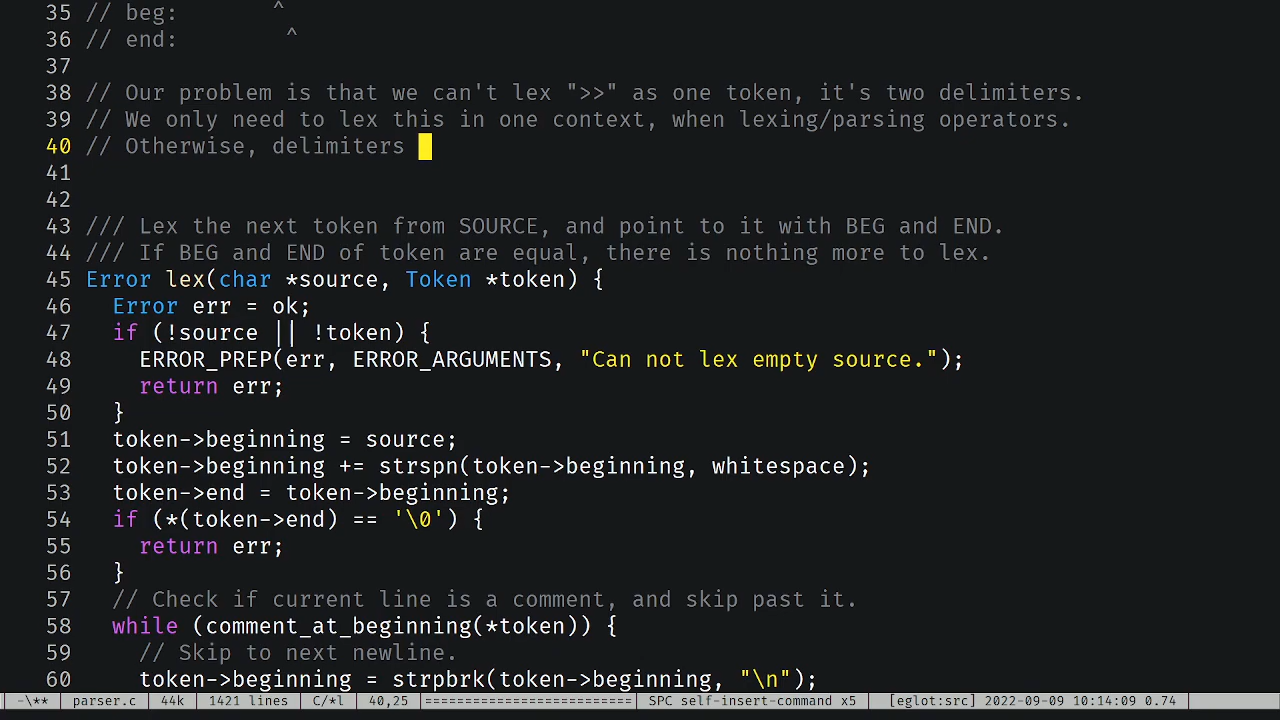 35 // beg:        ^
36 // end:         ^
37
38 // Our problem is that we can't lex ">>" as one token, it's two delimiters.
39 // We only need to lex this in one context, when lexing/parsing operators.
40 // Otherwise, delimiters
41
42
43 /// Lex the next token from SOURCE, and point to it with BEG and END.
44 /// If BEG and END of token are equal, there is nothing more to lex.
45 Error lex(char *source, Token *token) {
46   Error err = ok;
47   if (!source || !token) {
48     ERROR_PREP(err, ERROR_ARGUMENTS, "Can not lex empty source.");
49     return err;
50   }
51   token->beginning = source;
52   token->beginning += strspn(token->beginning, whitespace);
53   token->end = token->beginning;
54   if (*(token->end) == '\0') {
55     return err;
56   }
57   // Check if current line is a comment, and skip past it.
58   while (comment_at_beginning(*token)) {
59     // Skip to next newline.
60     token->beginning = strpbrk(token->beginning, "\n");
-\** parser.c 44k 1421 lines C/*l 40,25 ======================== SPC self-insert-command x5 [eglot:src] 2022-09-09 10:14:09 0.74